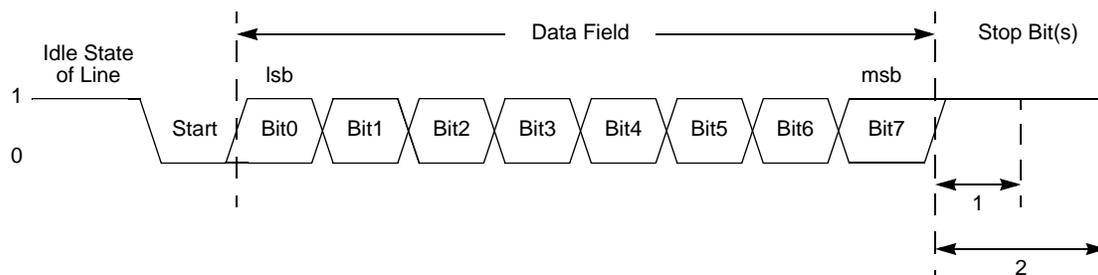 Data Field
Stop Bit(s)
Idle State
of Line
lsb
msb
1
Start
Bit0
Bit1
Bit2
Bit3
Bit4
Bit5
Bit6
Bit7
0
1
2